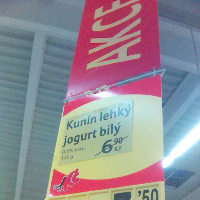 AKCE
Kunín lehký
jogurt bílý
6 90
Kč
'50